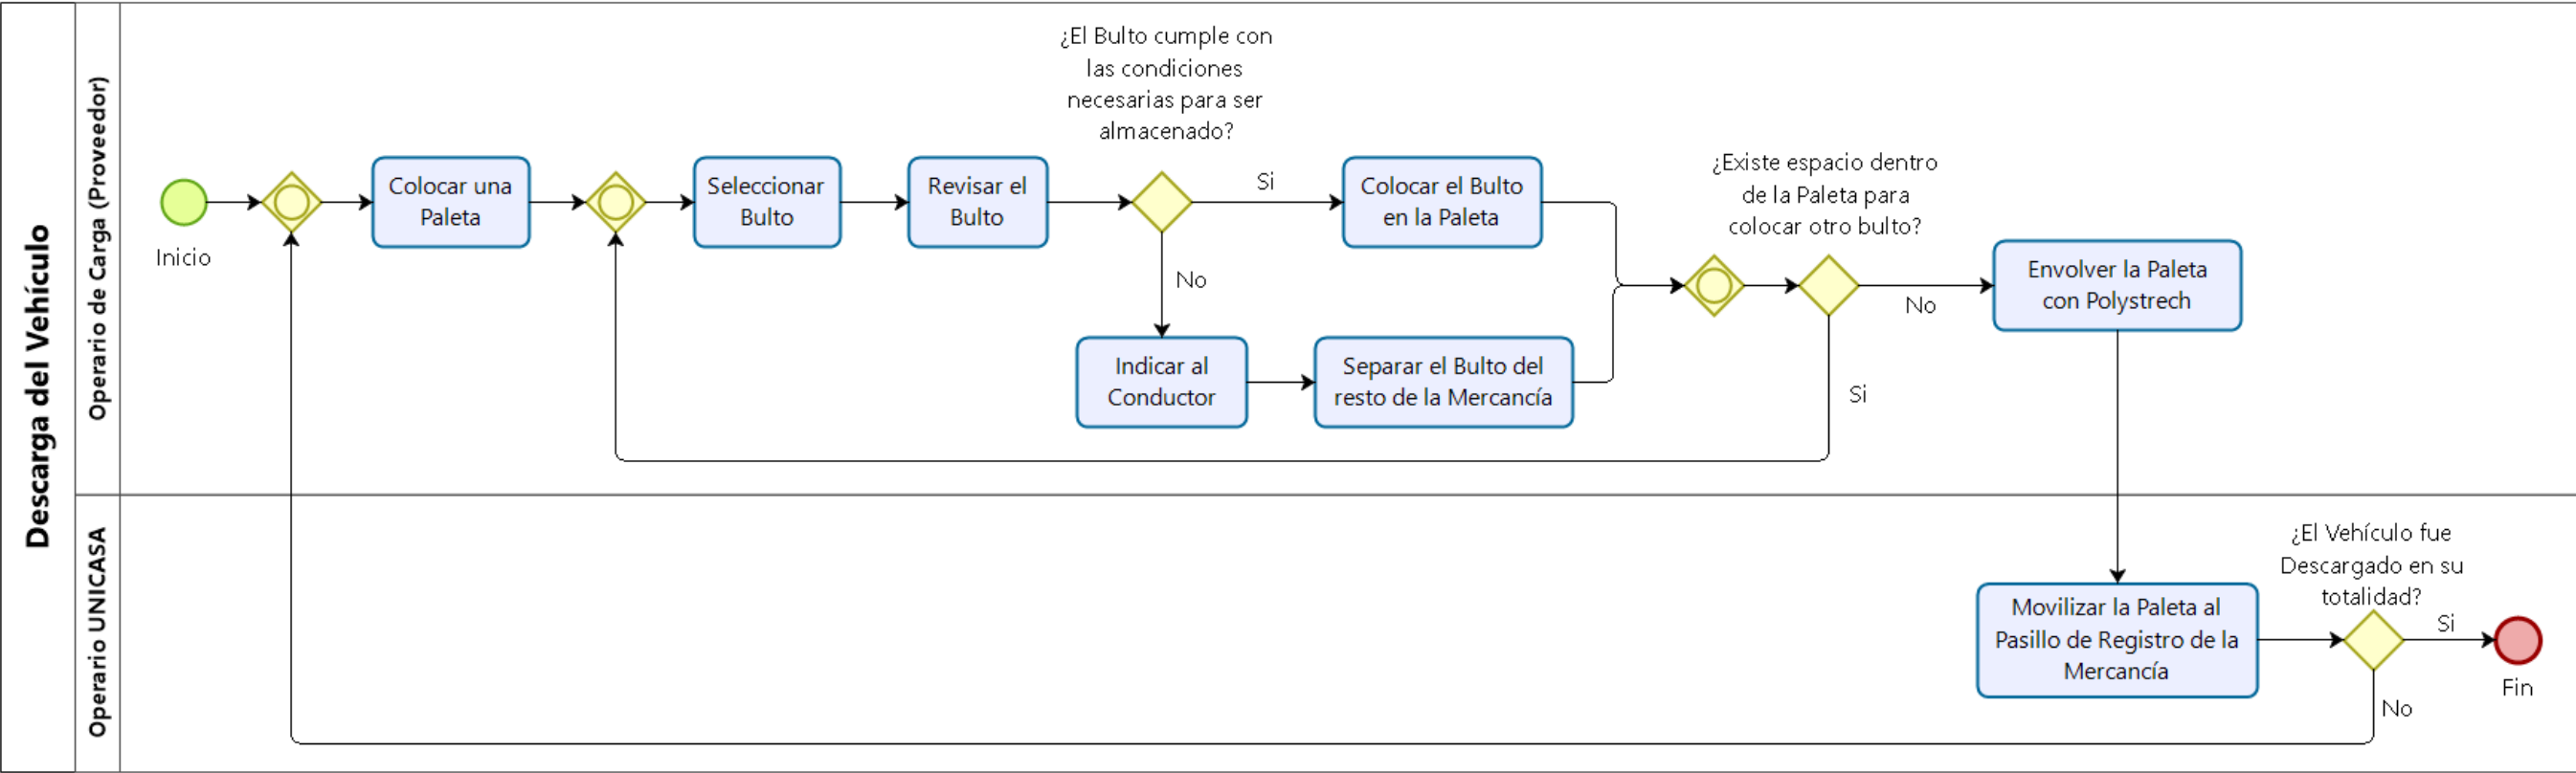 Descarga del Vehículo
Operario de Carga (Proveedor)
Inicio
Colocar una
Paleta
Seleccionar
Bulto
Revisar el
Bulto
¿El Bulto cumple con
las condiciones
necesarias para ser
almacenado?
Si
No
Colocar el Bulto
en la Paleta
Indicar al
Conductor
Separar el Bulto del
resto de la Mercancía
¿Existe espacio dentro
de la Paleta para
colocar otro bulto?
No
Si
Envolver la Paleta
con Polystrech
Operario UNICASA
Movilizar la Paleta al
Pasillo de Registro de la
Mercancía
¿El Vehículo fue
Descargado en su
totalidad?
Si
No
Fin